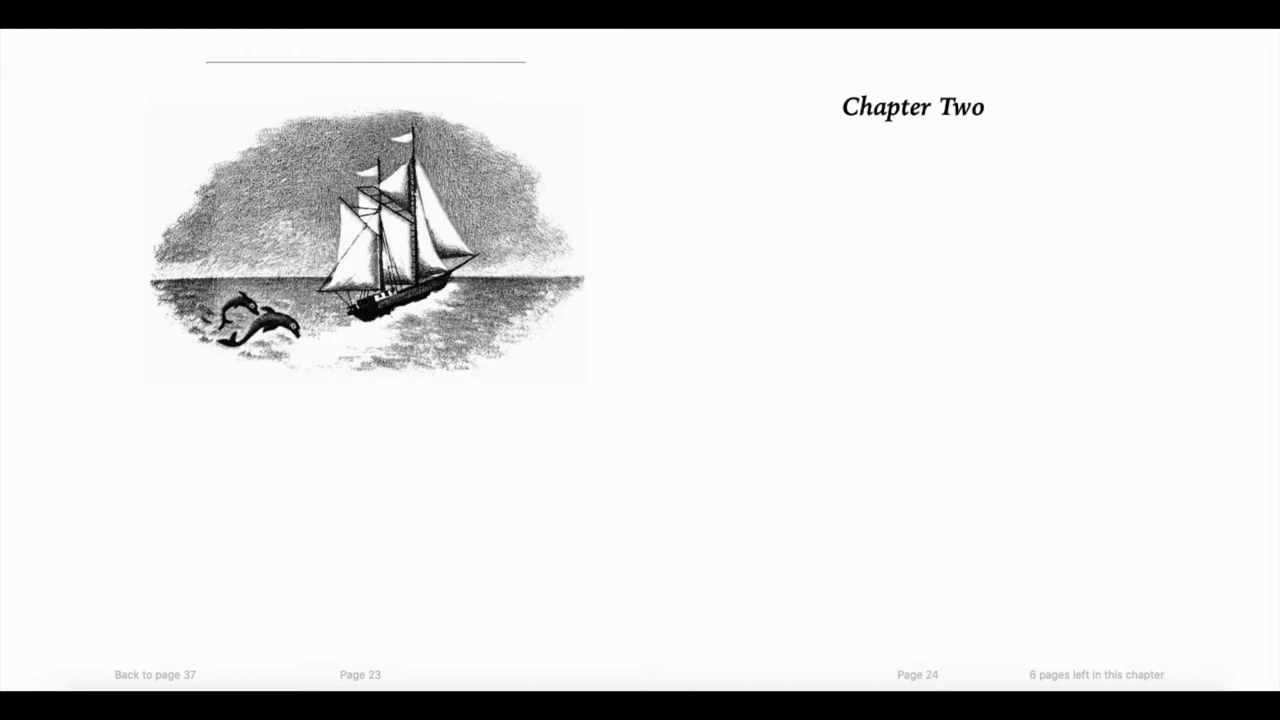 Chapter Two
Back to page 37
Page 23
Page 24
6 pages left in this chapter